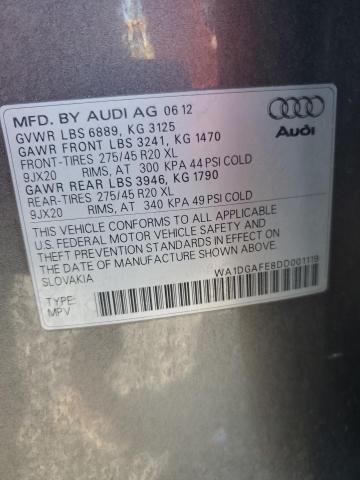 MFD. BY AUDI AG 06 12
GVWR LBS 6889, KG 3125
GAWR FRONT LBS 3241, KG 1470
FRONT-TIRES 275/45 R20 XL
9JX20 RIMS, AT 300 KPA 44 PSI COLD
GAWR REAR LBS 3946, KG 1790
REAR-TIRES 275/45 R20 XL
9JX20 RIMS, AT 340 KPA 49 PSI COLD
Audi
THIS VEHICLE CONFORMS TO ALL APPLICABLE
U.S. FEDERAL MOTOR VEHICLE SAFETY AND
THEFT PREVENTION STANDARDS IN EFFECT ON
THE DATE OF MANUFACTURE SHOWN ABOVE
SLOVAKIA
WA1DGAFE8DD001119
TYPE:
MPV